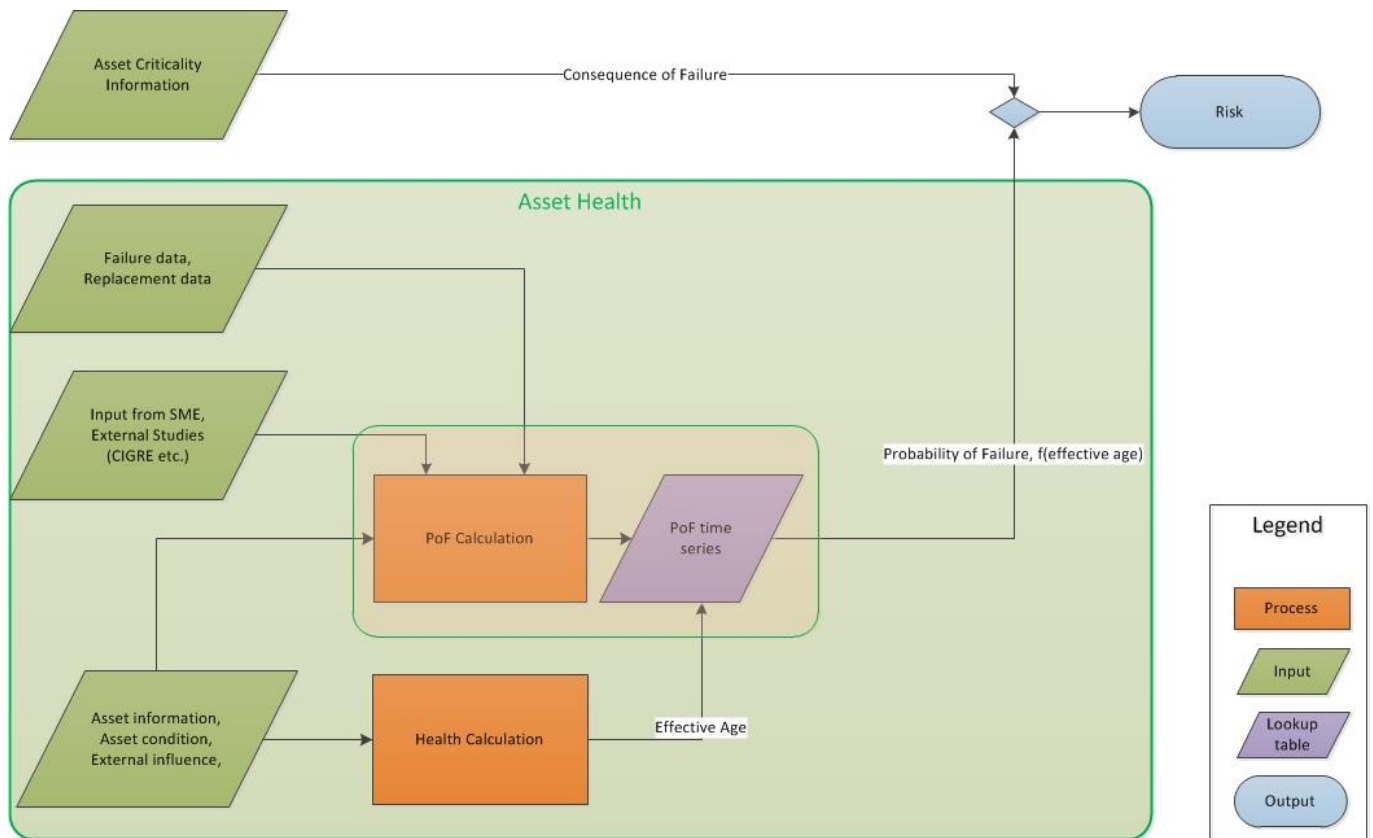 Asset Criticality
Information
Consequence of Failure
Risk
Asset Health
Failure data,
Replacement data
Input from SME,
External Studies
(CIGRE etc.)
Probability of Failure, f(effective age)
PoF Calculation
PoF time
series
Asset information,
Asset condition,
External influence,
Health Calculation
Effective Age
Legend
Process
Input
Lookup
table
Output